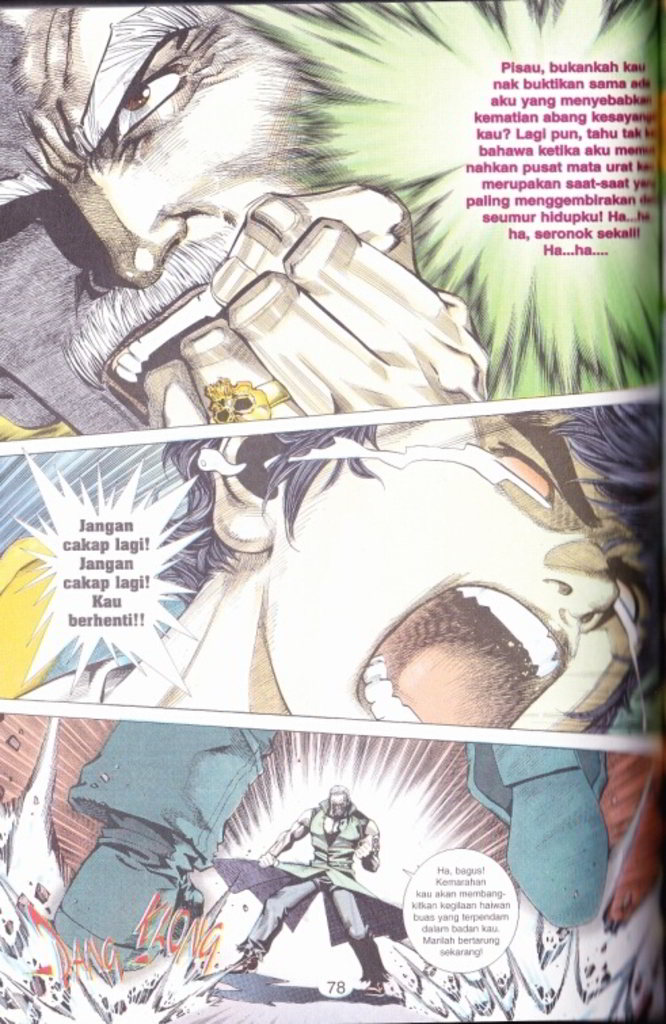 Pisau, bukankah kau
nak buktikan sama ada
aku yang menyebabkan
kematian abang kesayangan
kau? Lagi pun, tahu tak
bahawa ketika aku
nahkan pusat mata urat
merupakan saat-saat
paling menggembirakan
seumur hidupku! Ha...ha
ha, seronok sekali!
Ha...ha....
Jangan
cakap lagi!
Jangan
cakap lagi!
Kau
berhenti!!
Ha, bagus!
Kemarahan
kau akan membang-
kitkan kegilaan haiwan
buas yang terpendam
dalam badan kau.
Marilah bertarung
sekarang!
DANG KLONG
78